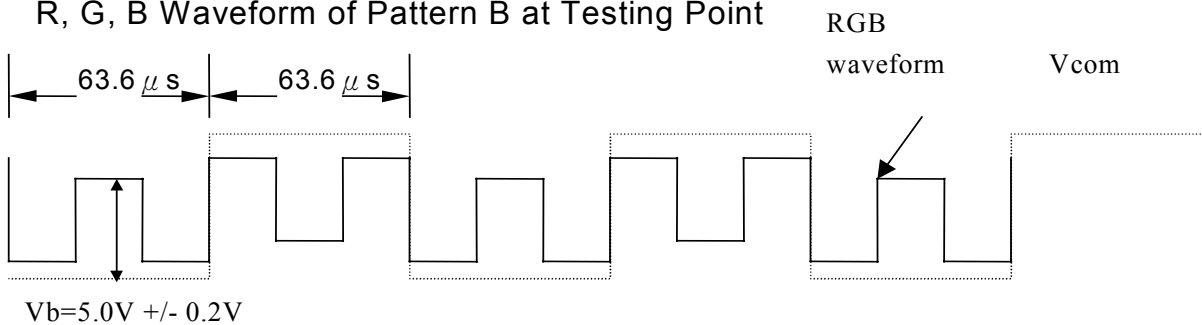 R, G, B Waveform of Pattern B at Testing Point
RGB
waveform
Vcom
63.6 μ s
63.6 μ s
Vb=5.0V +/- 0.2V